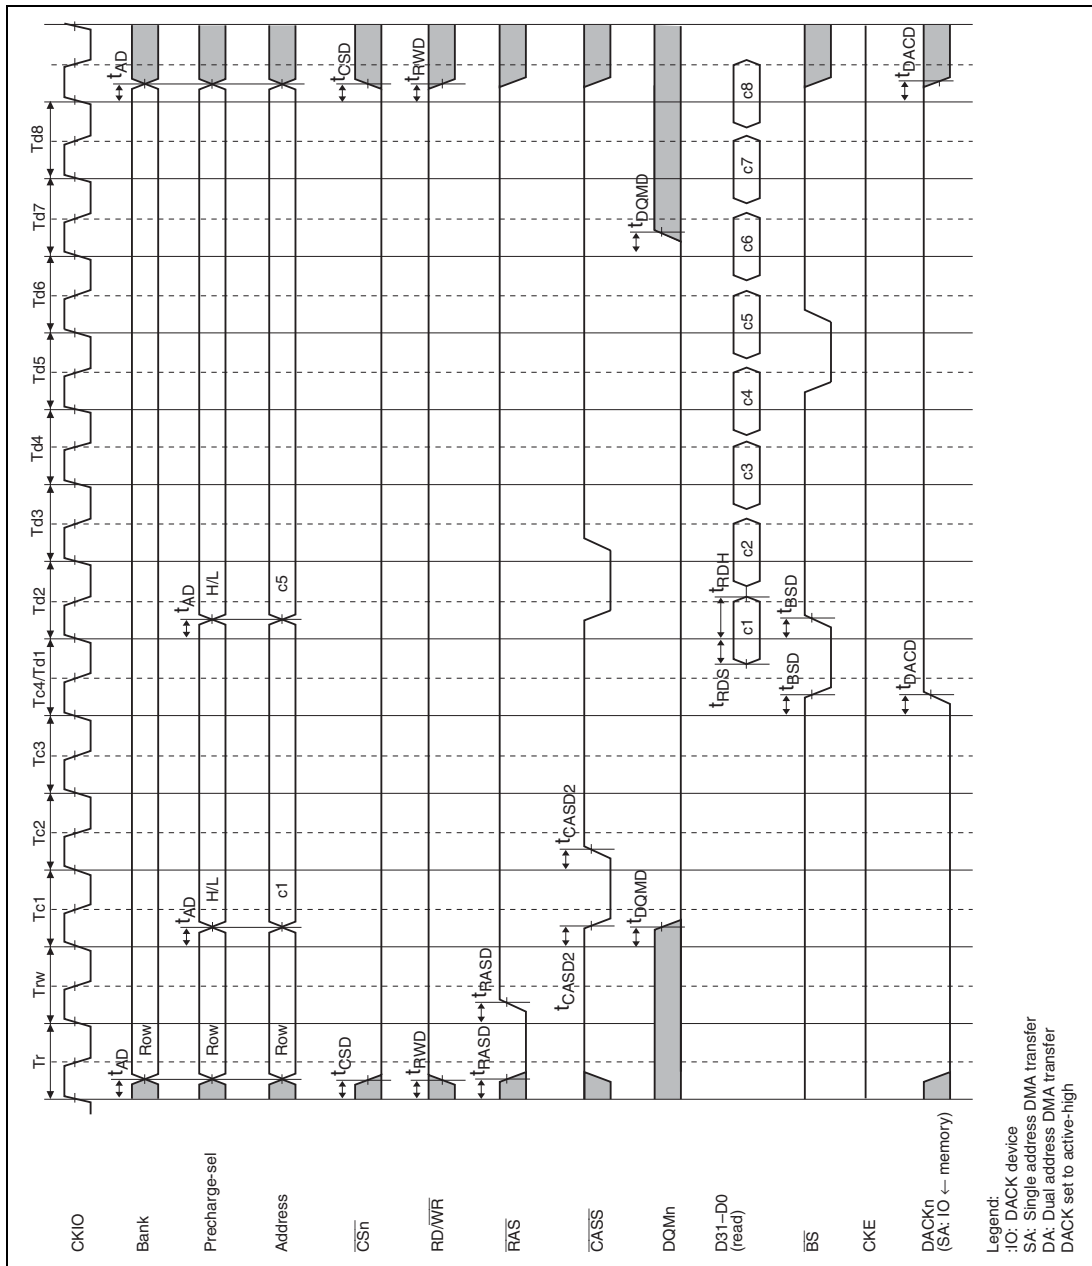 Tr
Trw
Tc1
Tc2
Tc3
Tc4/Td1
Td2
Td3
Td4
Td5
Td6
Td7
Td8
CKIO
Bank
tAD
Row
tAD
Precharge-sel
Row
tAD
H/L
tAD
H/L
Address
Row
c1
c5
CSn
tCSD
tCSD
RD/WR
tRWD
tRWD
RAS
tRASD
tRASD
CASS
tCASD2
tCASD2
DQMn
tDQMD
tDQMD
D31–D0
(read)
tRDS
tRDH
c1
c2
c3
c4
c5
c6
c7
c8
BS
tBSD
tBSD
CKE
DACKn
(SA: IO ← memory)
tDACD
tDACD
Legend:
:IO: DACK device
SA: Single address DMA transfer
DA: Dual address DMA transfer
DACK set to active-high